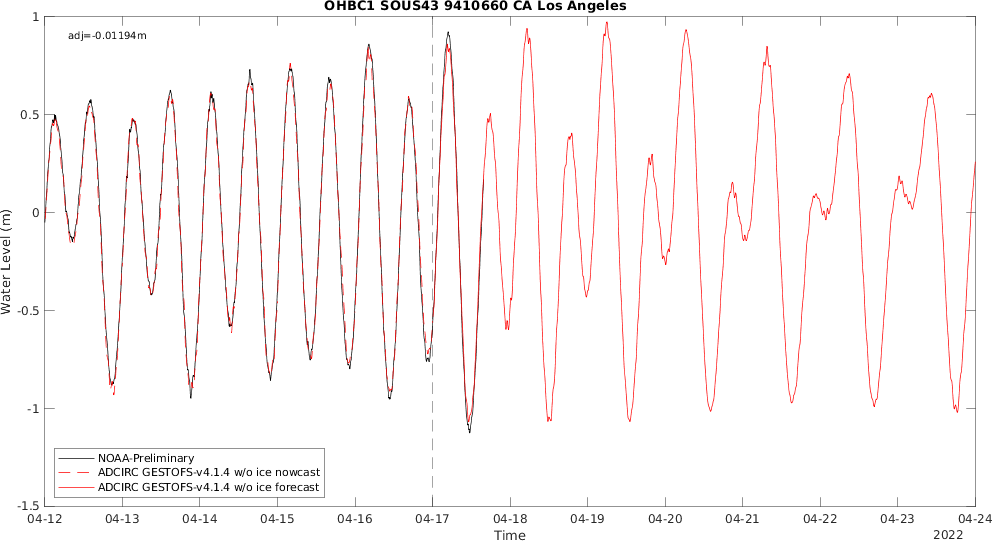 OHBC1 SOUS43 9410660 CA Los Angeles
adj=-0.01194m
1
0.5
0
-0.5
-1
-1.5
Water Level (m)
NOAA-Preliminary
ADCIRC GESTOFS-v4.1.4 w/o ice nowcast
ADCIRC GESTOFS-v4.1.4 w/o ice forecast
04-12 04-13 04-14 04-15 04-16 04-17 04-18 04-19 04-20 04-21 04-22 04-23 04-24
Time
2022